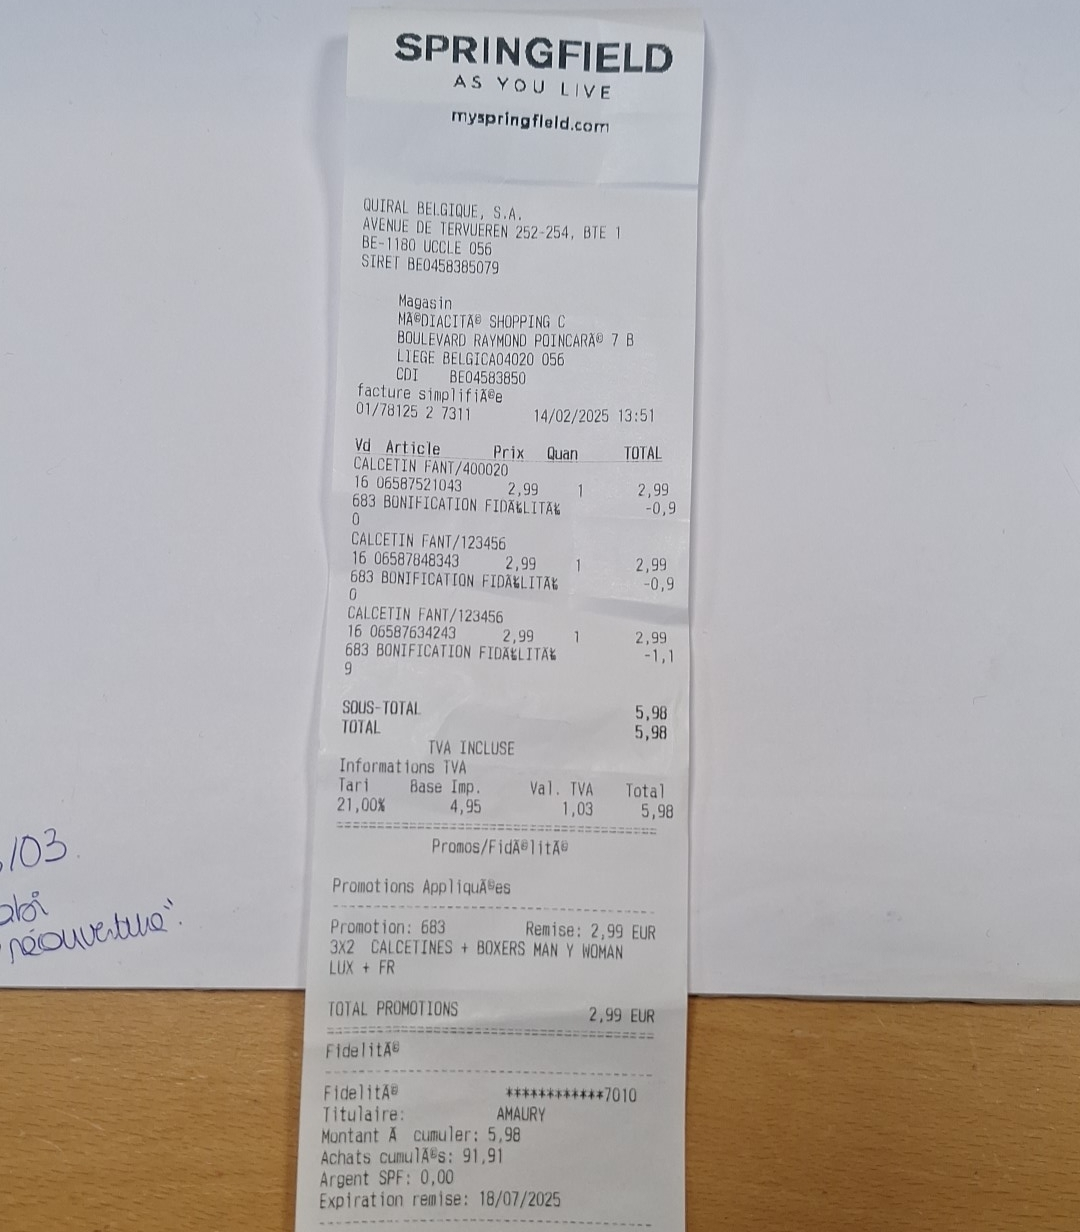 SPRINGFIELD
AS YOU LIVE
myspringfield.com
QUIRAL BELGIQUE, S.A.
AVENUE DE TERVUEREN 252-254, BTE 1
BE-1180 UCCLE 056
SIRET BE0458385079
Magasin
MÃ©DIACITÃ© SHOPPING C
BOULEVARD RAYMOND POINCARÃ© 7 B
LIEGE BELGICA04020 056
CDI BE04583850
facture simplifiÃ©e
01/78125 2 7311 14/02/2025 13:51
Vd Article Prix Quan TOTAL
CALCETIN FANT/400020
16 06587521043 2,99 1 2,99
683 BONIFICATION FIDÃ‰LITÃ‰ -0,9
0
CALCETIN FANT/123456
16 06587848343 2,99 1 2,99
683 BONIFICATION FIDÃ‰LITÃ‰ -0,9
0
CALCETIN FANT/123456
16 06587634243 2,99 1 2,99
683 BONIFICATION FIDÃ‰LITÃ‰ -1,1
9
SOUS-TOTAL 5,98
TOTAL 5,98
TVA INCLUSE
Informations TVA
Tari Base Imp. Val. TVA Total
21,00% 4,95 1,03 5,98
Promos/FidÃ©litÃ©
Promotions AppliquÃ©es
Promotion: 683 Remise: 2,99 EUR
3X2 CALCETINES + BOXERS MAN Y WOMAN
LUX + FR
TOTAL PROMOTIONS 2,99 EUR
FidelitÃ©
FidelitÃ© ************7010
Titulaire: AMAURY
Montant Ã cumuler: 5,98
Achats cumulÃ©s: 91,91
Argent SPF: 0,00
Expiration remise: 18/07/2025
/03
réouverture".